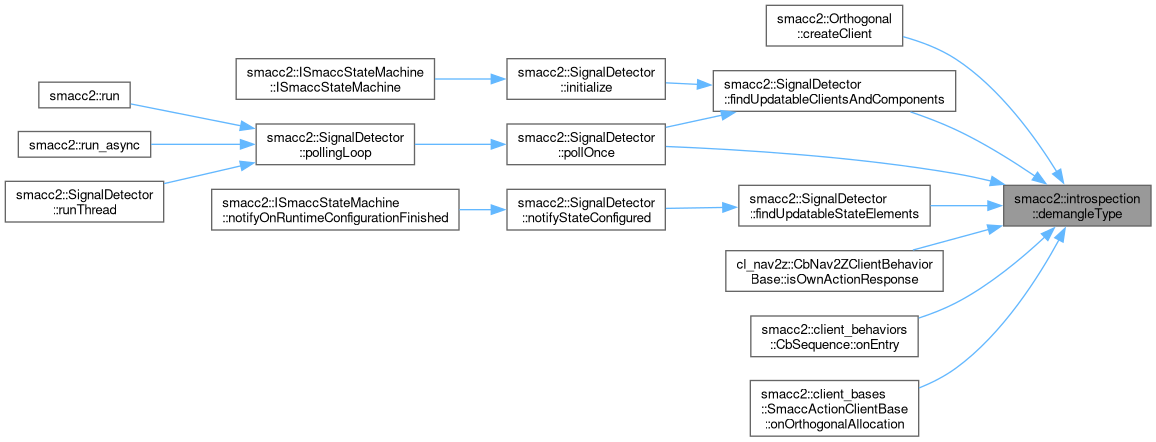 smacc2::Orthogonal
::createClient
smacc2::ISmaccStateMachine
::ISmaccStateMachine
smacc2::SignalDetector
::initialize
smacc2::SignalDetector
::findUpdatableClientsAndComponents
smacc2::run
smacc2::run_async
smacc2::SignalDetector
::pollingLoop
smacc2::SignalDetector
::pollOnce
smacc2::SignalDetector
::runThread
smacc2::ISmaccStateMachine
::notifyOnRuntimeConfigurationFinished
smacc2::SignalDetector
::notifyStateConfigured
smacc2::SignalDetector
::findUpdatableStateElements
smacc2::introspection
::demangleType
cl_nav2z::CbNav2ZClientBehavior
Base::isOwnActionResponse
smacc2::client_behaviors
::CbSequence::onEntry
smacc2::client_bases
::SmaccActionClientBase
::onOrthogonalAllocation